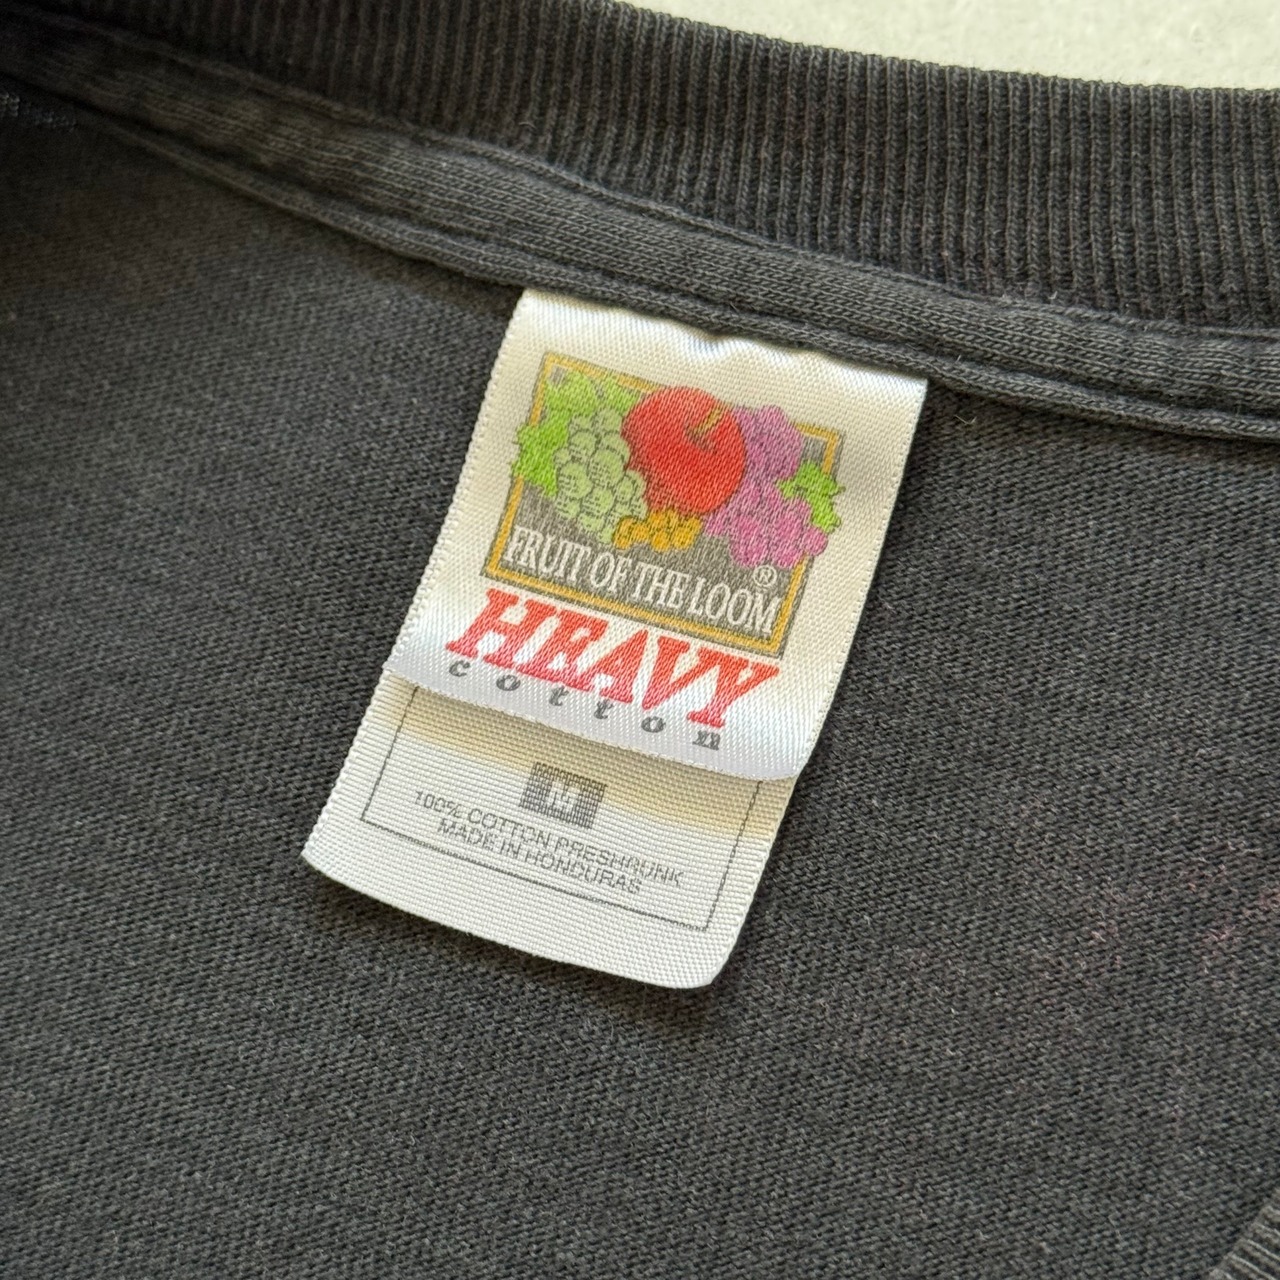 FRUIT OF THE LOOM®
HEAVY
cotton
M
100% COTTON PRESHRUNK
MADE IN HONDURAS